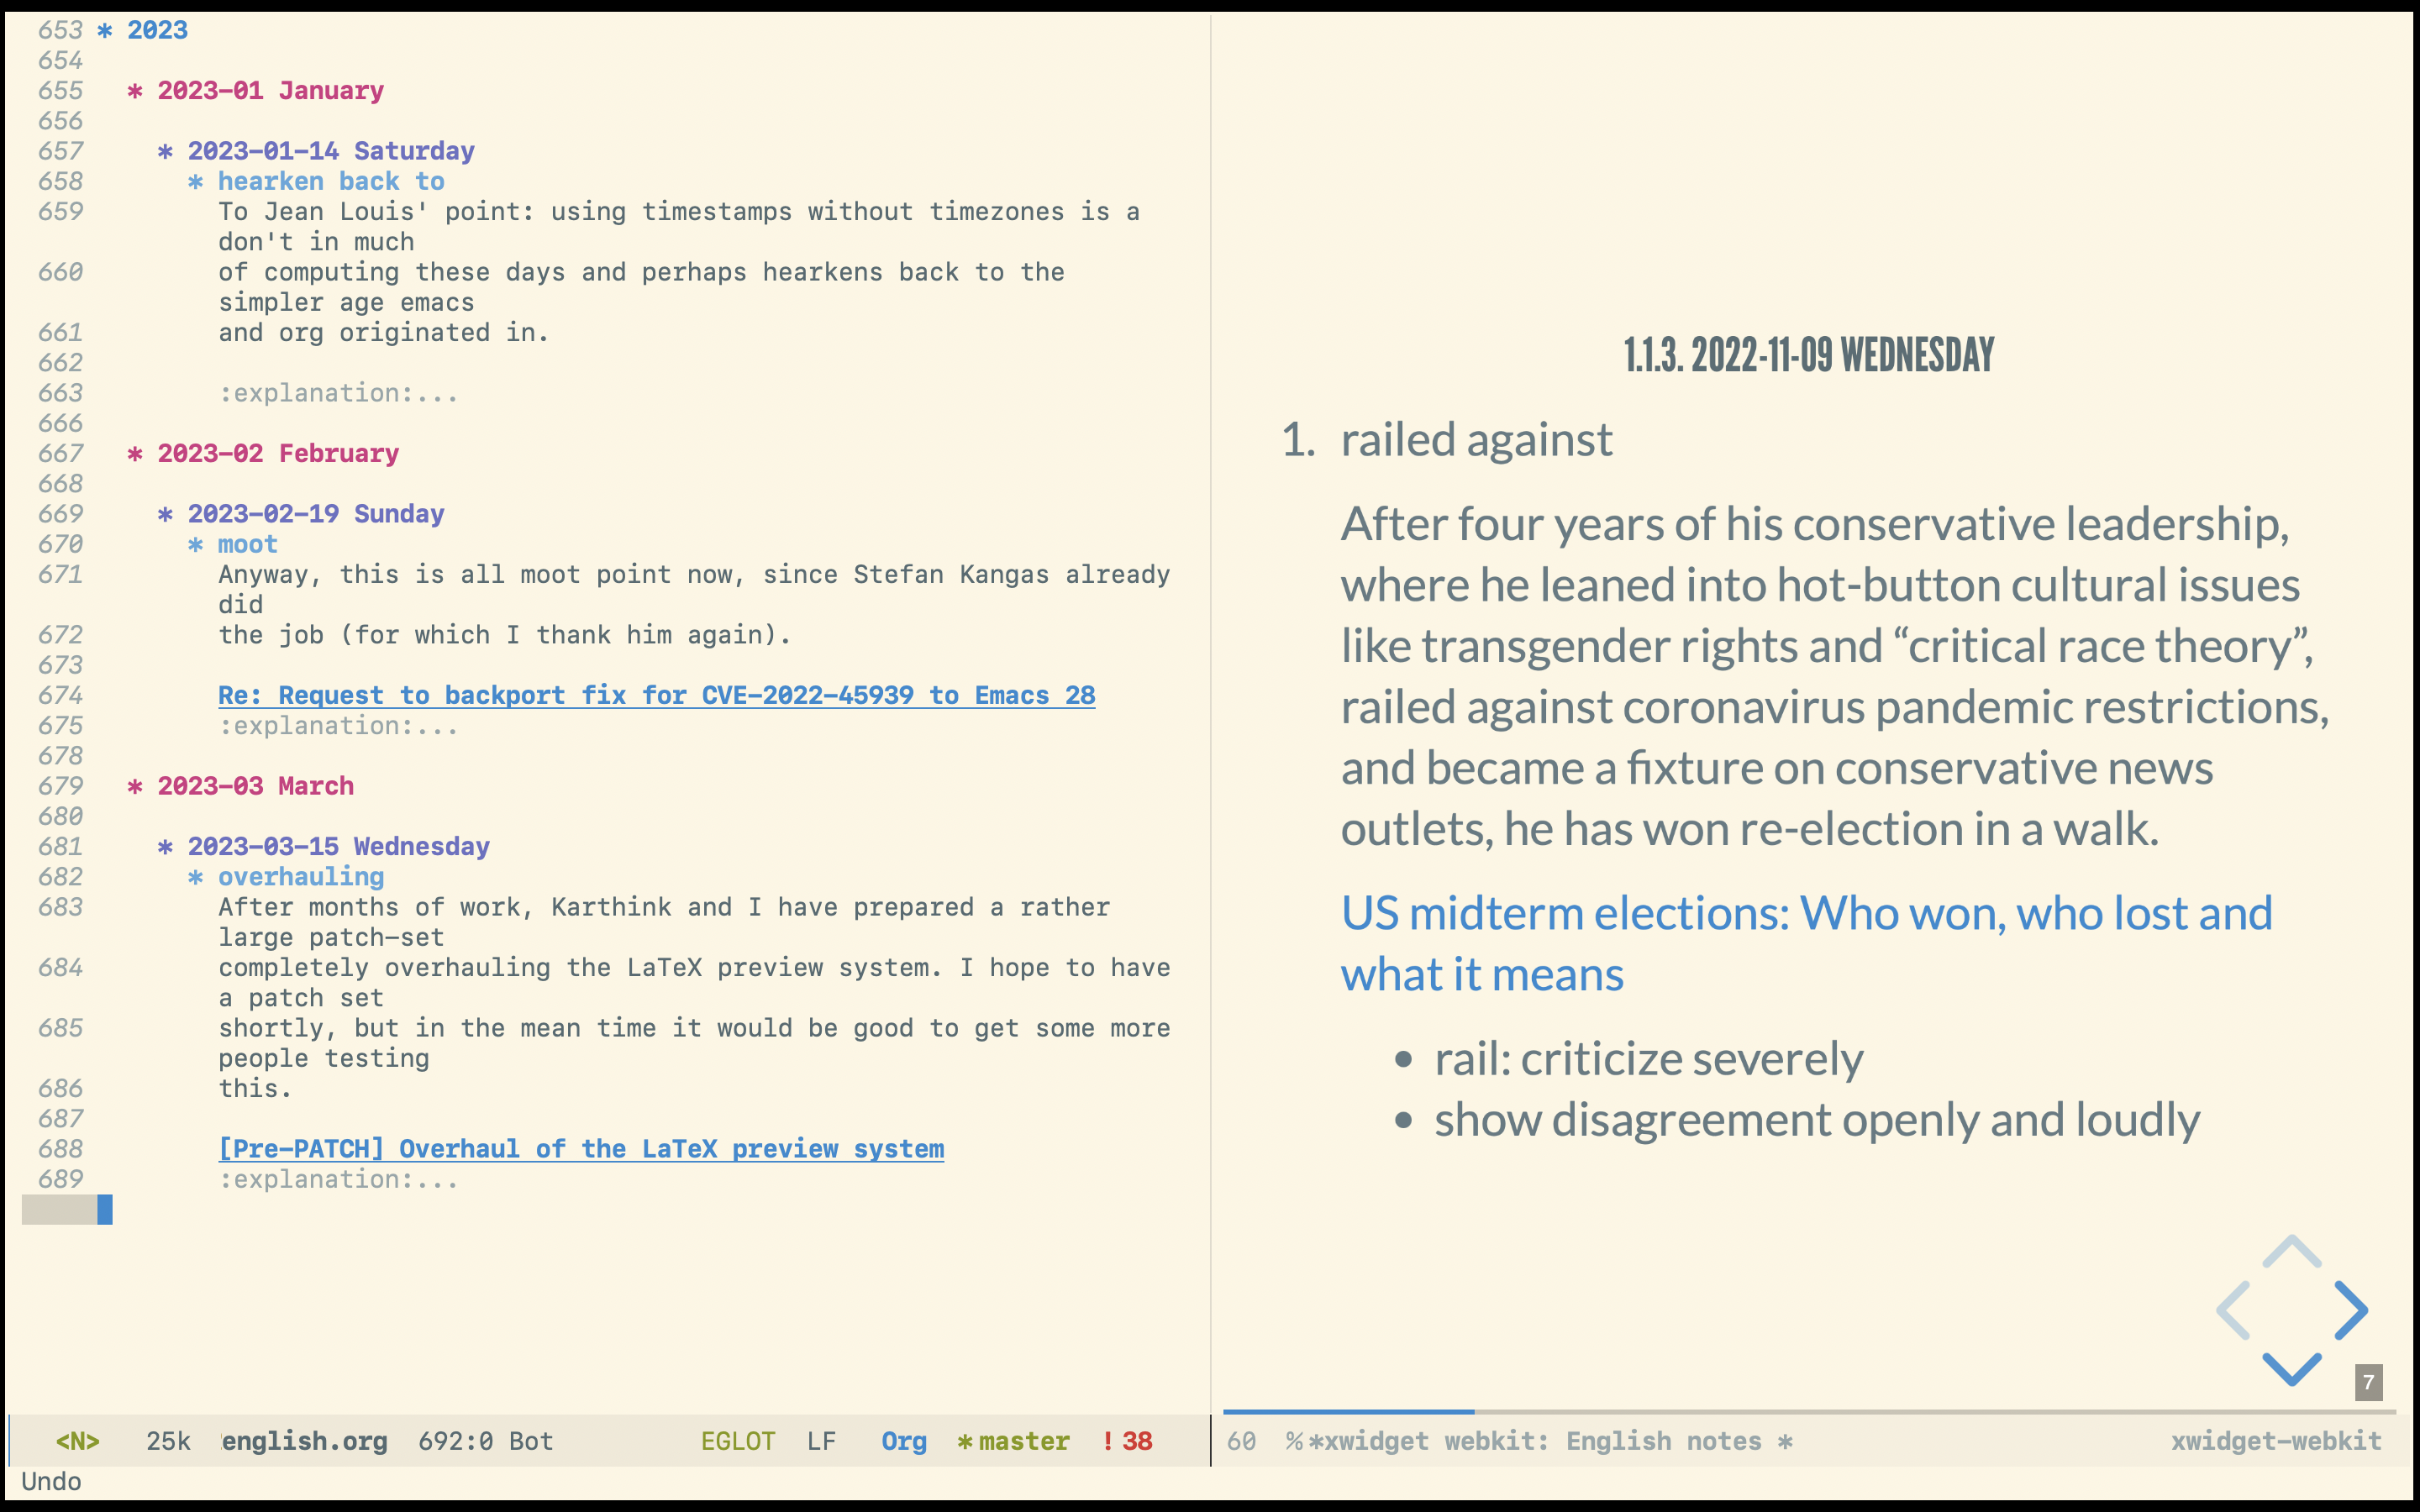 653 * 2023
654
655 * 2023-01 January
656
657 * 2023-01-14 Saturday
658 * hearken back to
659 To Jean Louis' point: using timestamps without timezones is a
don't in much
660 of computing these days and perhaps hearkens back to the
simpler age emacs
661 and org originated in.
662
663 :explanation:...
666
667 * 2023-02 February
668
669 * 2023-02-19 Sunday
670 * moot
671 Anyway, this is all moot point now, since Stefan Kangas already
did
672 the job (for which I thank him again).
673
674 Re: Request to backport fix for CVE-2022-45939 to Emacs 28
675 :explanation:...
678
679 * 2023-03 March
680
681 * 2023-03-15 Wednesday
682 * overhauling
683 After months of work, Karthink and I have prepared a rather
large patch-set
684 completely overhauling the LaTeX preview system. I hope to have
a patch set
685 shortly, but in the mean time it would be good to get some more
people testing
686 this.
687
688 [Pre-PATCH] Overhaul of the LaTeX preview system
689 :explanation:...
<N> 25k english.org 692:0 Bot EGLOT LF Org *master ! 38
Undo
1.1.3. 2022-11-09 WEDNESDAY
1. railed against
After four years of his conservative leadership,
where he leaned into hot-button cultural issues
like transgender rights and “critical race theory”,
railed against coronavirus pandemic restrictions,
and became a fixture on conservative news
outlets, he has won re-election in a walk.
US midterm elections: Who won, who lost and
what it means
• rail: criticize severely
• show disagreement openly and loudly
7
60 %*xwidget webkit: English notes * xwidget-webkit